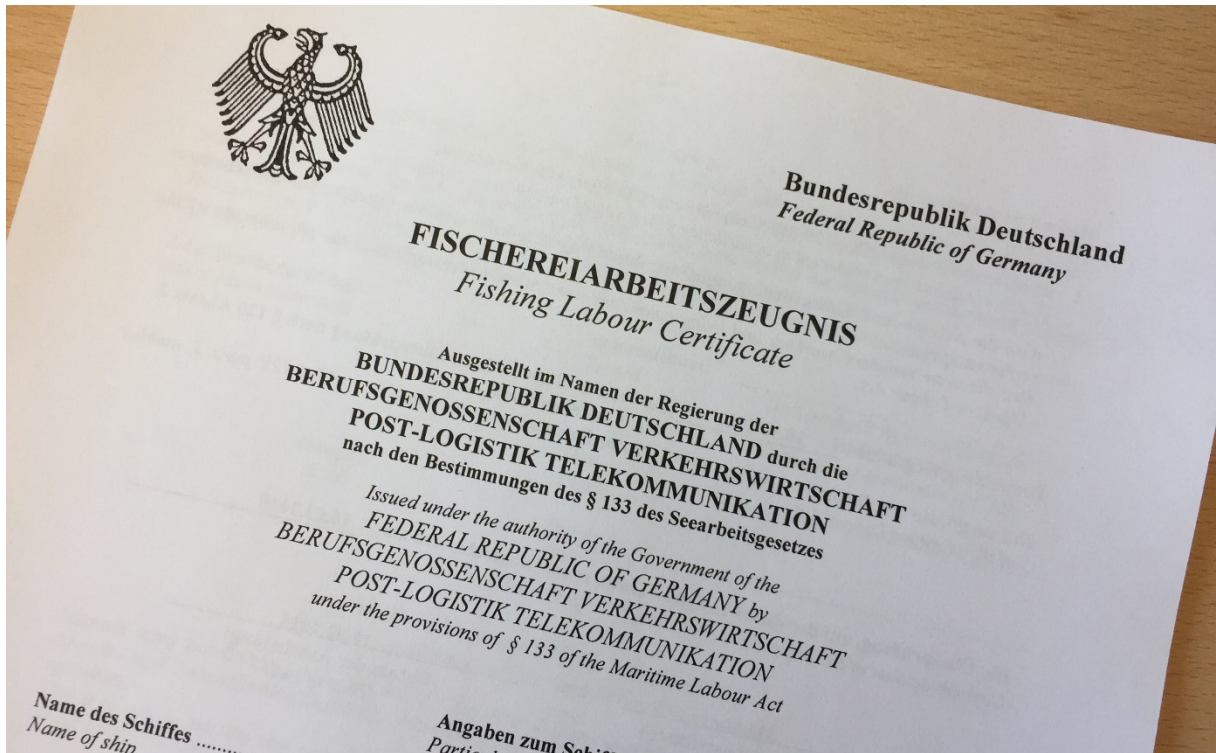 Bundesrepublik Deutschland
Federal Republic of Germany
FISCHEREIARBEITSZEUGNIS
Fishing Labour Certificate
Ausgestellt im Namen der Regierung der
BUNDESREPUBLIK DEUTSCHLAND durch die
BERUFSGENOSSENSCHAFT VERKEHRSWIRTSCHAFT
POST-LOGISTIK TELEKOMMUNIKATION
nach den Bestimmungen des § 133 des Seearbeitsgesetzes
Issued under the authority of the Government of the
FEDERAL REPUBLIC OF GERMANY by
BERUFSGENOSSENSCHAFT VERKEHRSWIRTSCHAFT
POST-LOGISTIK TELEKOMMUNIKATION
under the provisions of § 133 of the Maritime Labour Act
Name des Schiffes ..........
Name of ship
Angaben zum